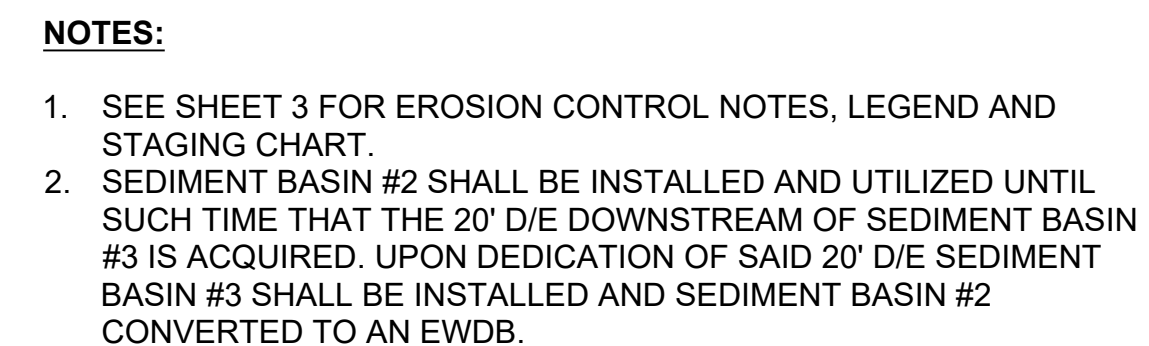 NOTES:
1. SEE SHEET 3 FOR EROSION CONTROL NOTES, LEGEND AND
STAGING CHART.
2. SEDIMENT BASIN #2 SHALL BE INSTALLED AND UTILIZED UNTIL
SUCH TIME THAT THE 20' D/E DOWNSTREAM OF SEDIMENT BASIN
#3 IS ACQUIRED. UPON DEDICATION OF SAID 20' D/E SEDIMENT
BASIN #3 SHALL BE INSTALLED AND SEDIMENT BASIN #2
CONVERTED TO AN EWDB.